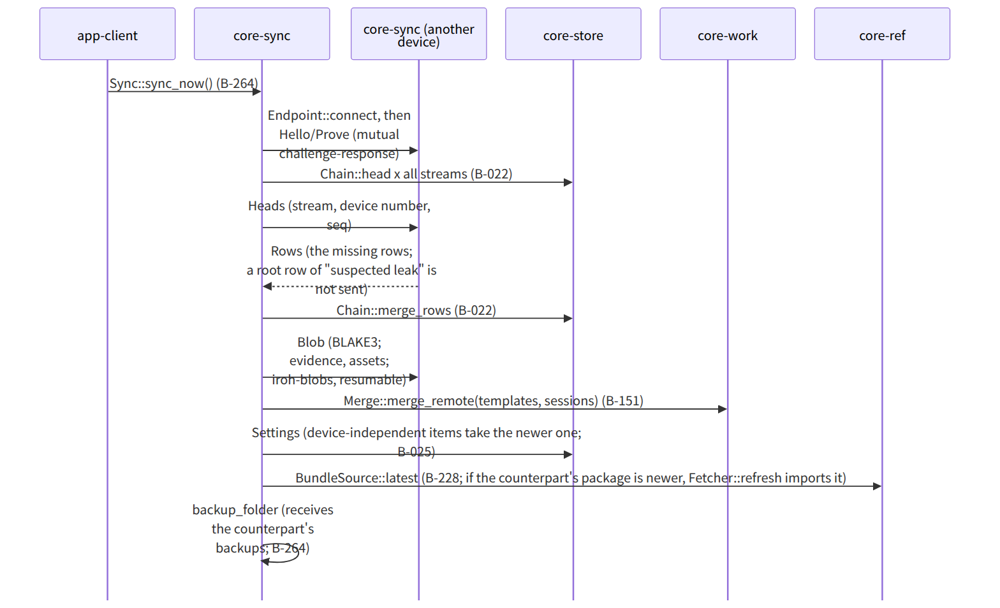 app-client
core-sync
core-sync (another
device)
core-store
core-work
core-ref
Sync::sync_now() (B-264)
Endpoint::connect, then
Hello/Prove (mutual
challenge-response)
Chain::head x all streams (B-022)
Heads (stream, device number,
seq)
Rows (the missing rows;
a root row of "suspected leak" is
not sent)
Chain::merge_rows (B-022)
Blob (BLAKE3;
evidence, assets;
iroh-blobs, resumable)
Merge::merge_remote(templates, sessions) (B-151)
Settings (device-independent items take the newer one;
B-025)
BundleSource::latest (B-228; if the counterpart's package is newer, Fetcher::refresh imports it)
backup_folder (receives
the counterpart's
backups; B-264)